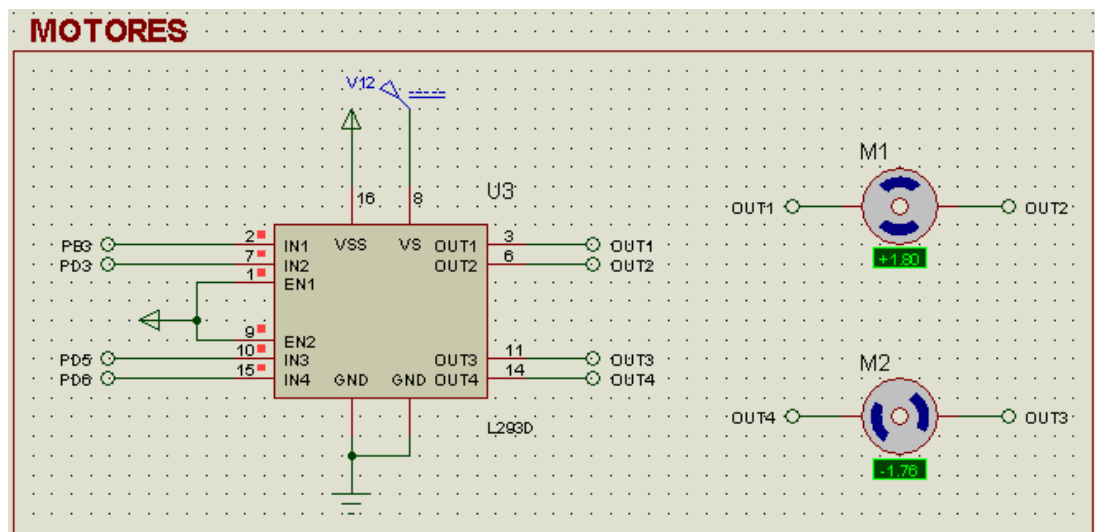 MOTORES
V12
16 8 U3
PB3 2 IN1 VSS VS OUT1 3 OUT1
PD3 7 IN2 OUT2 6 OUT2
1 EN1
9 EN2
PD5 10 IN3 OUT3 11 OUT3
PD6 15 IN4 GND GND OUT4 14 OUT4
L293D
M1
OUT1 OUT2
+1.80
M2
OUT4 OUT3
-1.76